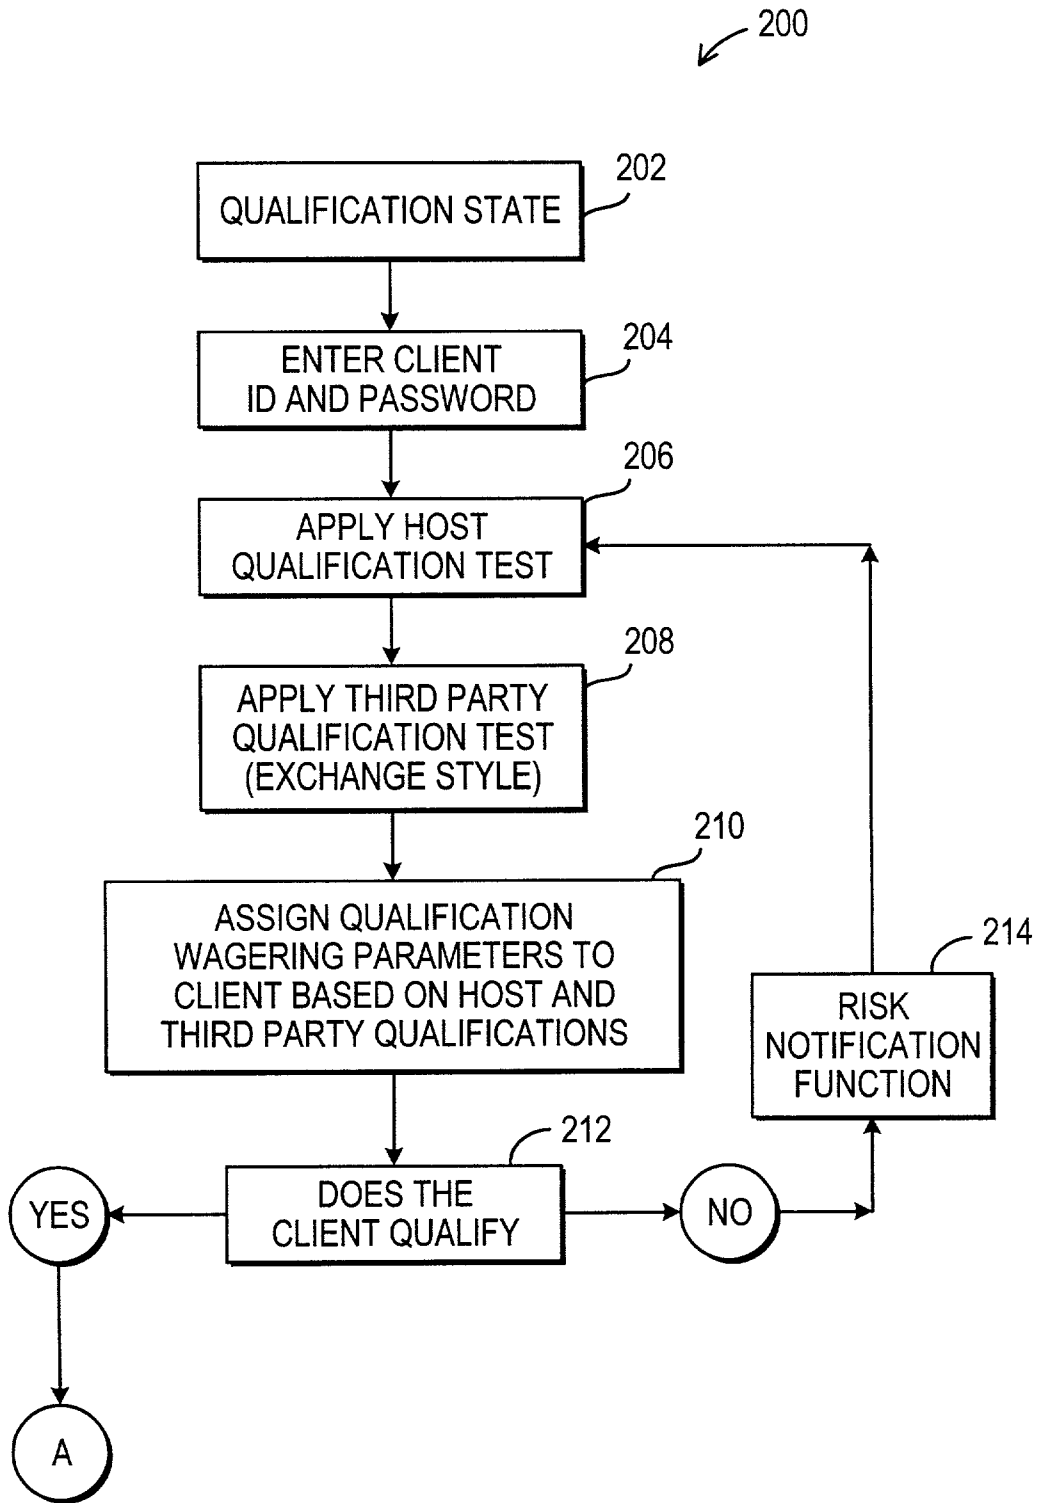 200
202
QUALIFICATION STATE
204
ENTER CLIENT
ID AND PASSWORD
206
APPLY HOST
QUALIFICATION TEST
208
APPLY THIRD PARTY
QUALIFICATION TEST
(EXCHANGE STYLE)
210
ASSIGN QUALIFICATION
WAGERING PARAMETERS TO
CLIENT BASED ON HOST AND
THIRD PARTY QUALIFICATIONS
214
RISK
NOTIFICATION
FUNCTION
212
DOES THE
CLIENT QUALIFY
YES
NO
A